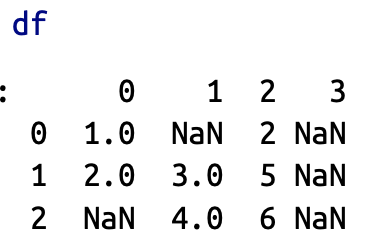 df
: 0 1 2 3
0 1.0 NaN 2 NaN
1 2.0 3.0 5 NaN
2 NaN 4.0 6 NaN